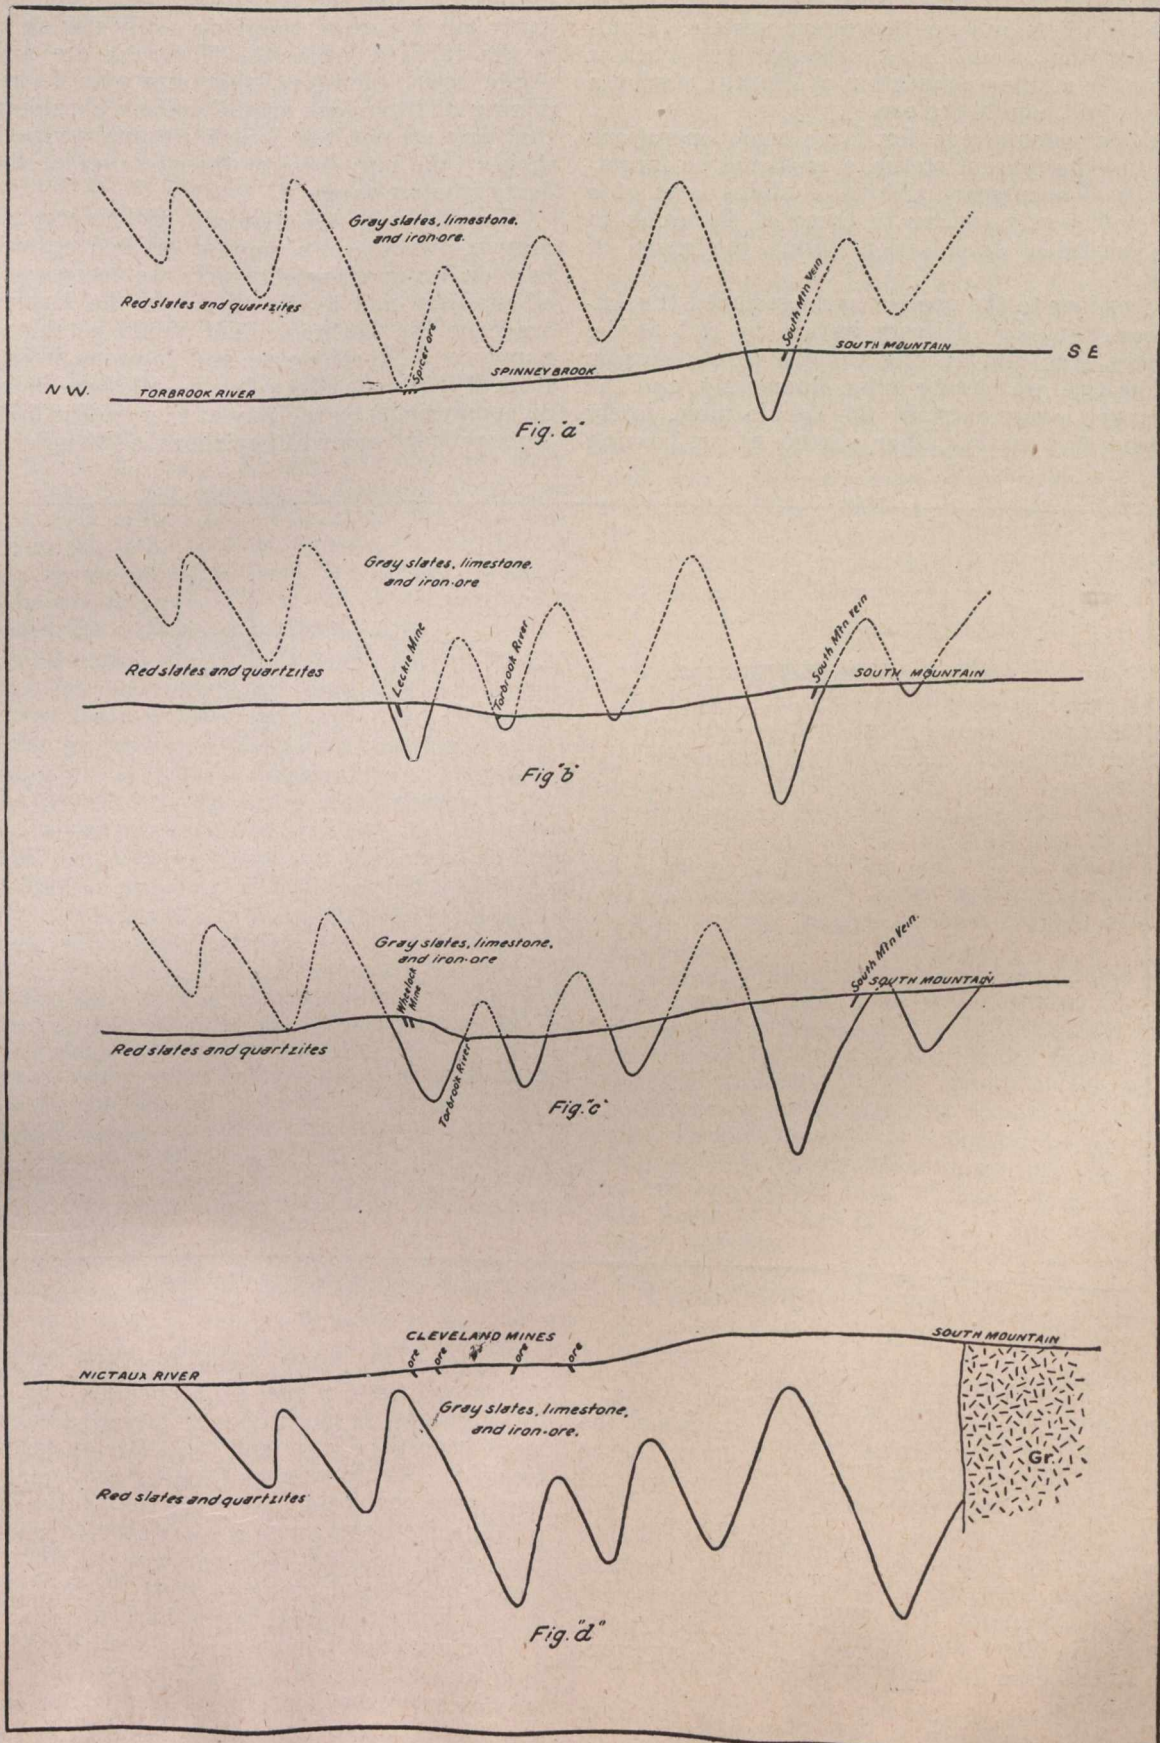 Gray slates, limestone,
and iron-ore.
Red slates and quartzites
Spicer ore
South Mtn Vein
SOUTH MOUNTAIN
S E
SPINNEY BROOK
N W.
TORBROOK RIVER
Fig. "a"
Gray slates, limestone,
and iron-ore
Leckie Mine
Torbrook River
South Mtn Vein
Red slates and quartzites
SOUTH MOUNTAIN
Fig "b"
Gray slates, limestone,
and iron-ore
Wheelock
Mine
South Mtn Vein.
SOUTH MOUNTAIN
Red slates and quartzites
Torbrook River
Fig. "c"
CLEVELAND MINES
ore
ore
ore
ore
SOUTH MOUNTAIN
NICTAUX RIVER
Gray slates, limestone,
and iron-ore.
Gr.
Red slates and quartzites
Fig. "d"